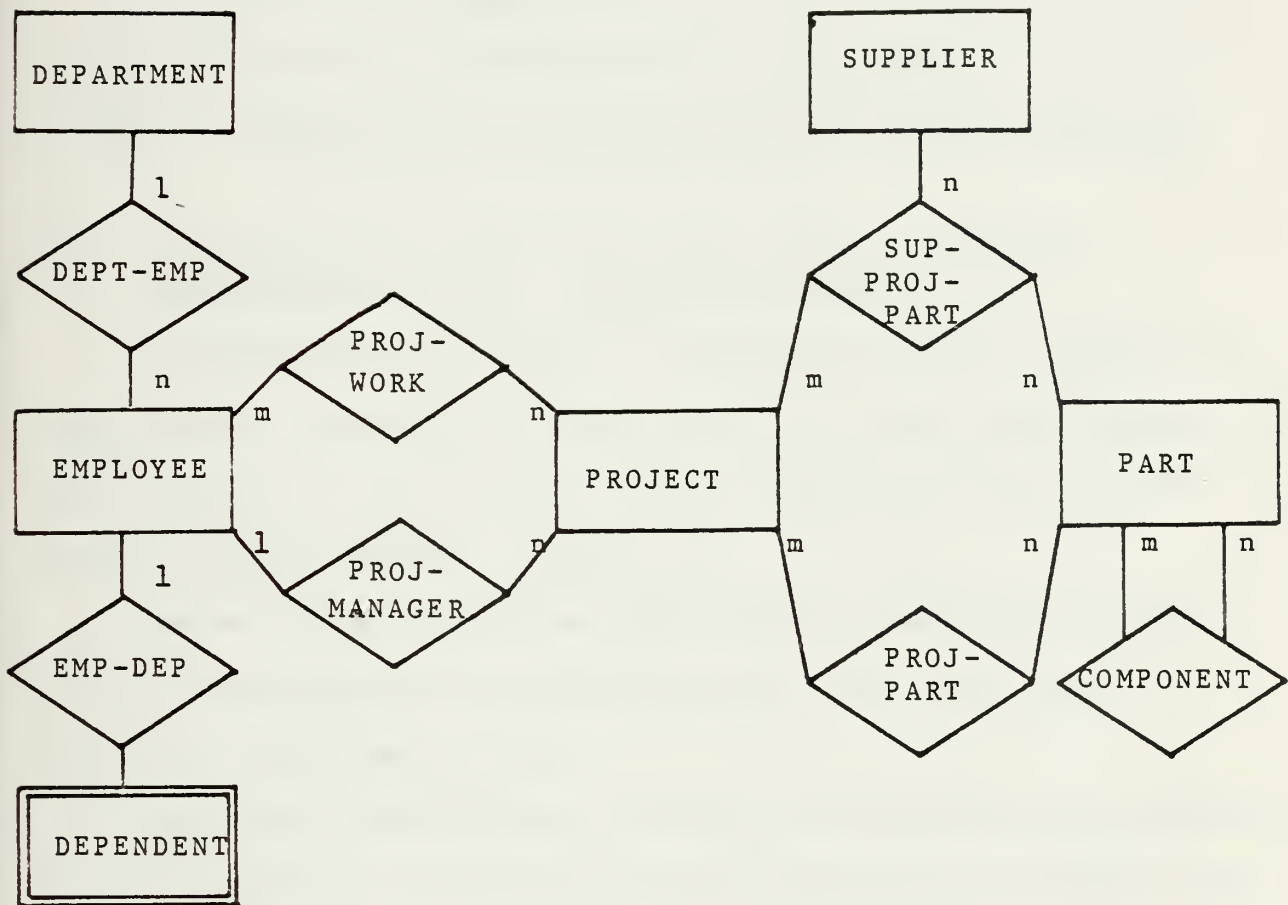 DEPARTMENT
SUPPLIER
1
n
DEPT-EMP
SUP-
PROJ-
PART
PROJ-
WORK
n
m
n
m
n
EMPLOYEE
PROJECT
PART
1
n
m
n
m
n
1
PROJ-
MANAGER
EMP-DEP
PROJ-
PART
COMPONENT
DEPENDENT